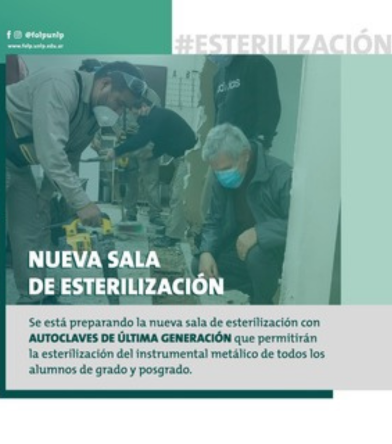 @folpunlp
www.folp.unlp.edu.ar
#ESTERILIZACIÓN
NUEVA SALA
DE ESTERILIZACIÓN
Se está preparando la nueva sala de esterilización con
AUTOCLAVES DE ÚLTIMA GENERACIÓN que permitirán
la esterilización del instrumental metálico de todos los
alumnos de grado y posgrado.